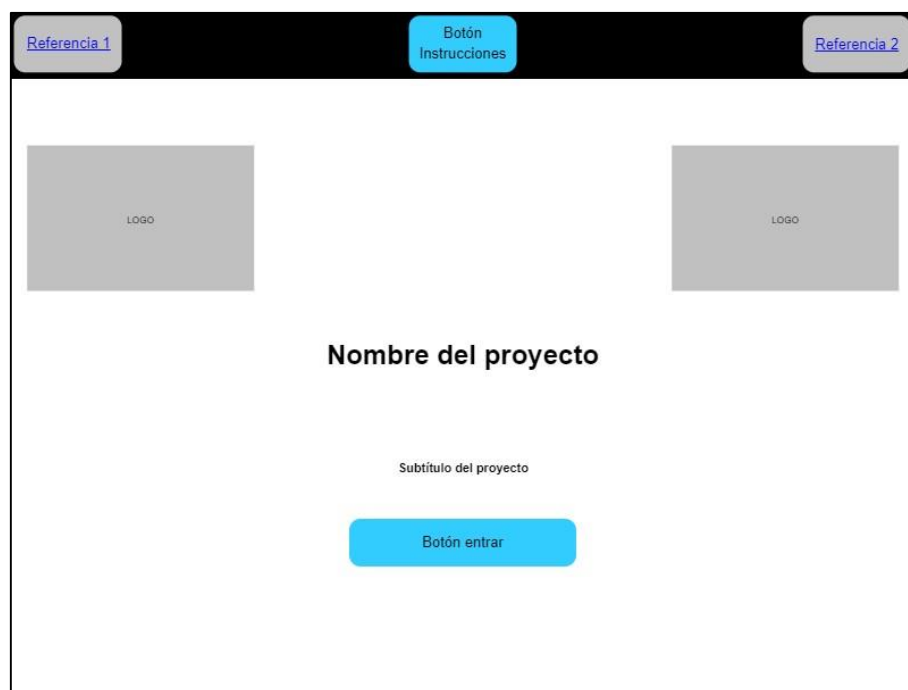 Referencia 1
Botón
Instrucciones
Referencia 2
LOGO
LOGO
Nombre del proyecto
Subtítulo del proyecto
Botón entrar